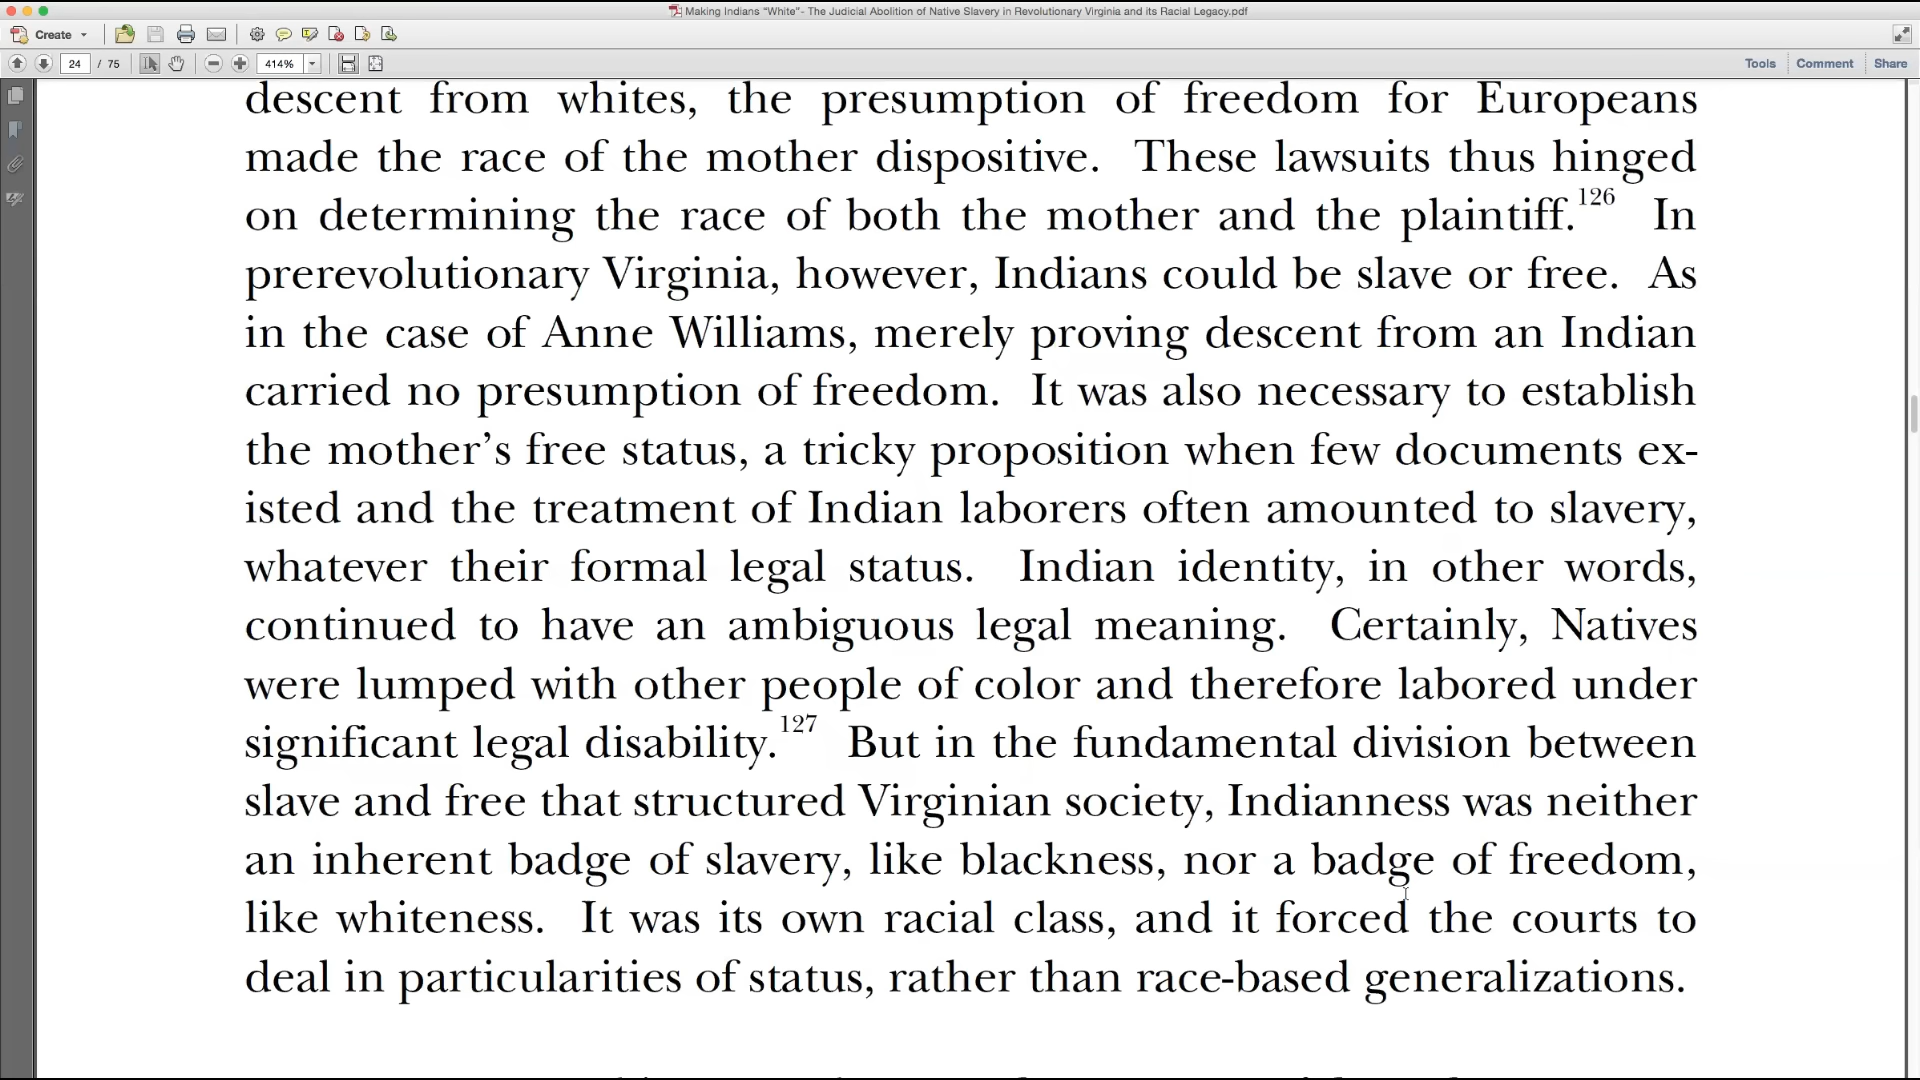 Making Indians "White"- The Judicial Abolition of Native Slavery in Revolutionary Virginia and its Racial Legacy.pdf
Create
24 / 75 414% Tools Comment Share
descent from whites, the presumption of freedom for Europeans
made the race of the mother dispositive. These lawsuits thus hinged
on determining the race of both the mother and the plaintiff.126 In
prerevolutionary Virginia, however, Indians could be slave or free. As
in the case of Anne Williams, merely proving descent from an Indian
carried no presumption of freedom. It was also necessary to establish
the mother’s free status, a tricky proposition when few documents ex-
isted and the treatment of Indian laborers often amounted to slavery,
whatever their formal legal status. Indian identity, in other words,
continued to have an ambiguous legal meaning. Certainly, Natives
were lumped with other people of color and therefore labored under
significant legal disability.127 But in the fundamental division between
slave and free that structured Virginian society, Indianness was neither
an inherent badge of slavery, like blackness, nor a badge of freedom,
like whiteness. It was its own racial class, and it forced the courts to
deal in particularities of status, rather than race-based generalizations.